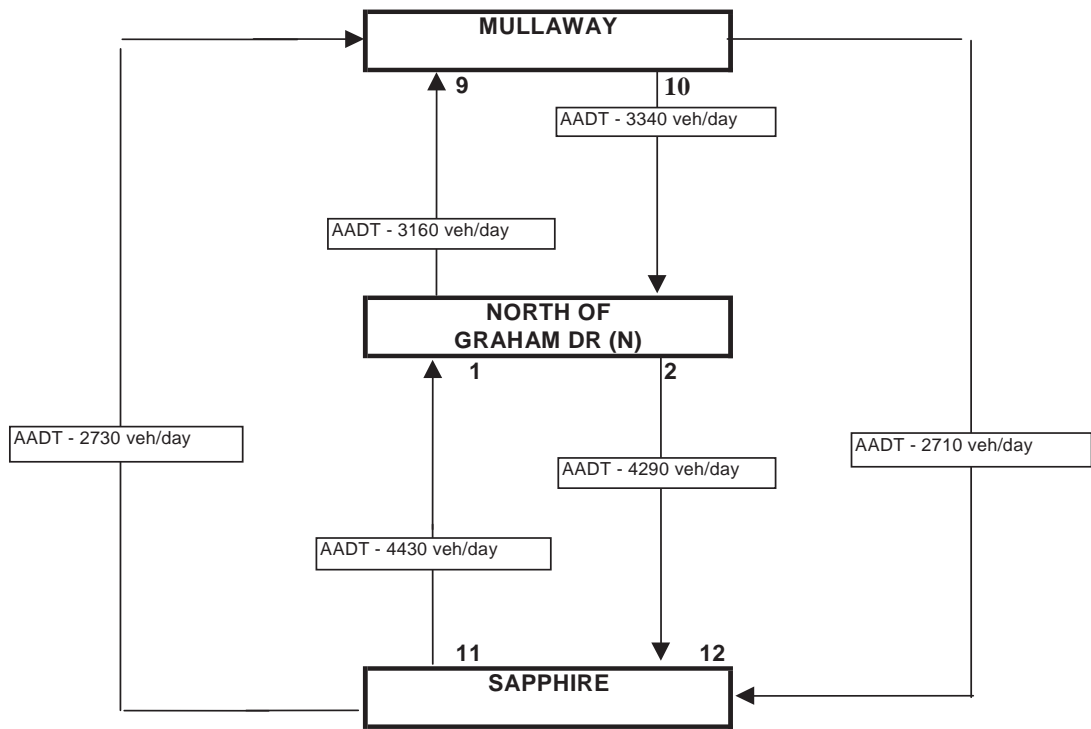 MULLAWAY
9
10
AADT - 3340 veh/day
AADT - 3160 veh/day
NORTH OF
GRAHAM DR (N)
1
2
AADT - 2730 veh/day
AADT - 4290 veh/day
AADT - 2710 veh/day
AADT - 4430 veh/day
11
12
SAPPHIRE